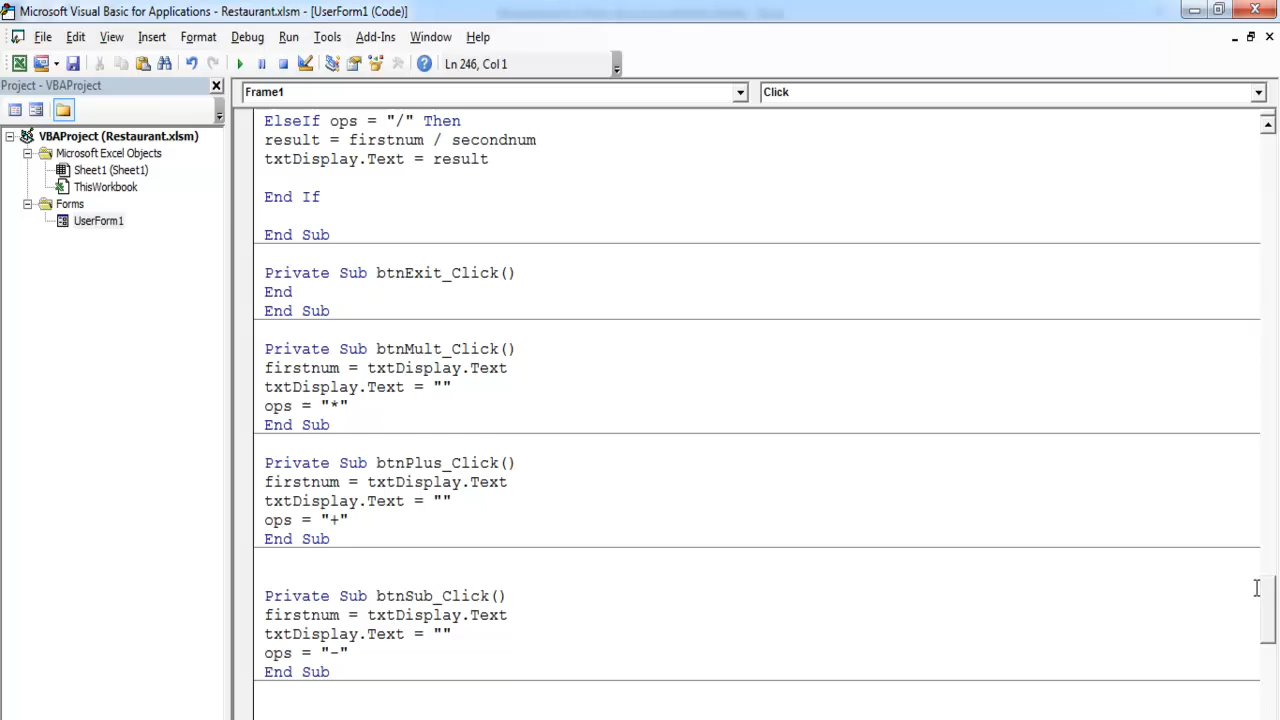 Microsoft Visual Basic for Applications - Restaurant.xlsm - [UserForm1 (Code)]
File Edit View Insert Format Debug Run Tools Add-Ins Window Help
Ln 246, Col 1
Project - VBAProject
Frame1
Click
VBAProject (Restaurant.xlsm)
Microsoft Excel Objects
Sheet1 (Sheet1)
ThisWorkbook
Forms
UserForm1
ElseIf ops = "/" Then
result = firstnum / secondnum
txtDisplay.Text = result
End If
End Sub
Private Sub btnExit_Click()
End
End Sub
Private Sub btnMult_Click()
firstnum = txtDisplay.Text
txtDisplay.Text = ""
ops = "*"
End Sub
Private Sub btnPlus_Click()
firstnum = txtDisplay.Text
txtDisplay.Text = ""
ops = "+"
End Sub
Private Sub btnSub_Click()
firstnum = txtDisplay.Text
txtDisplay.Text = ""
ops = "-"
End Sub